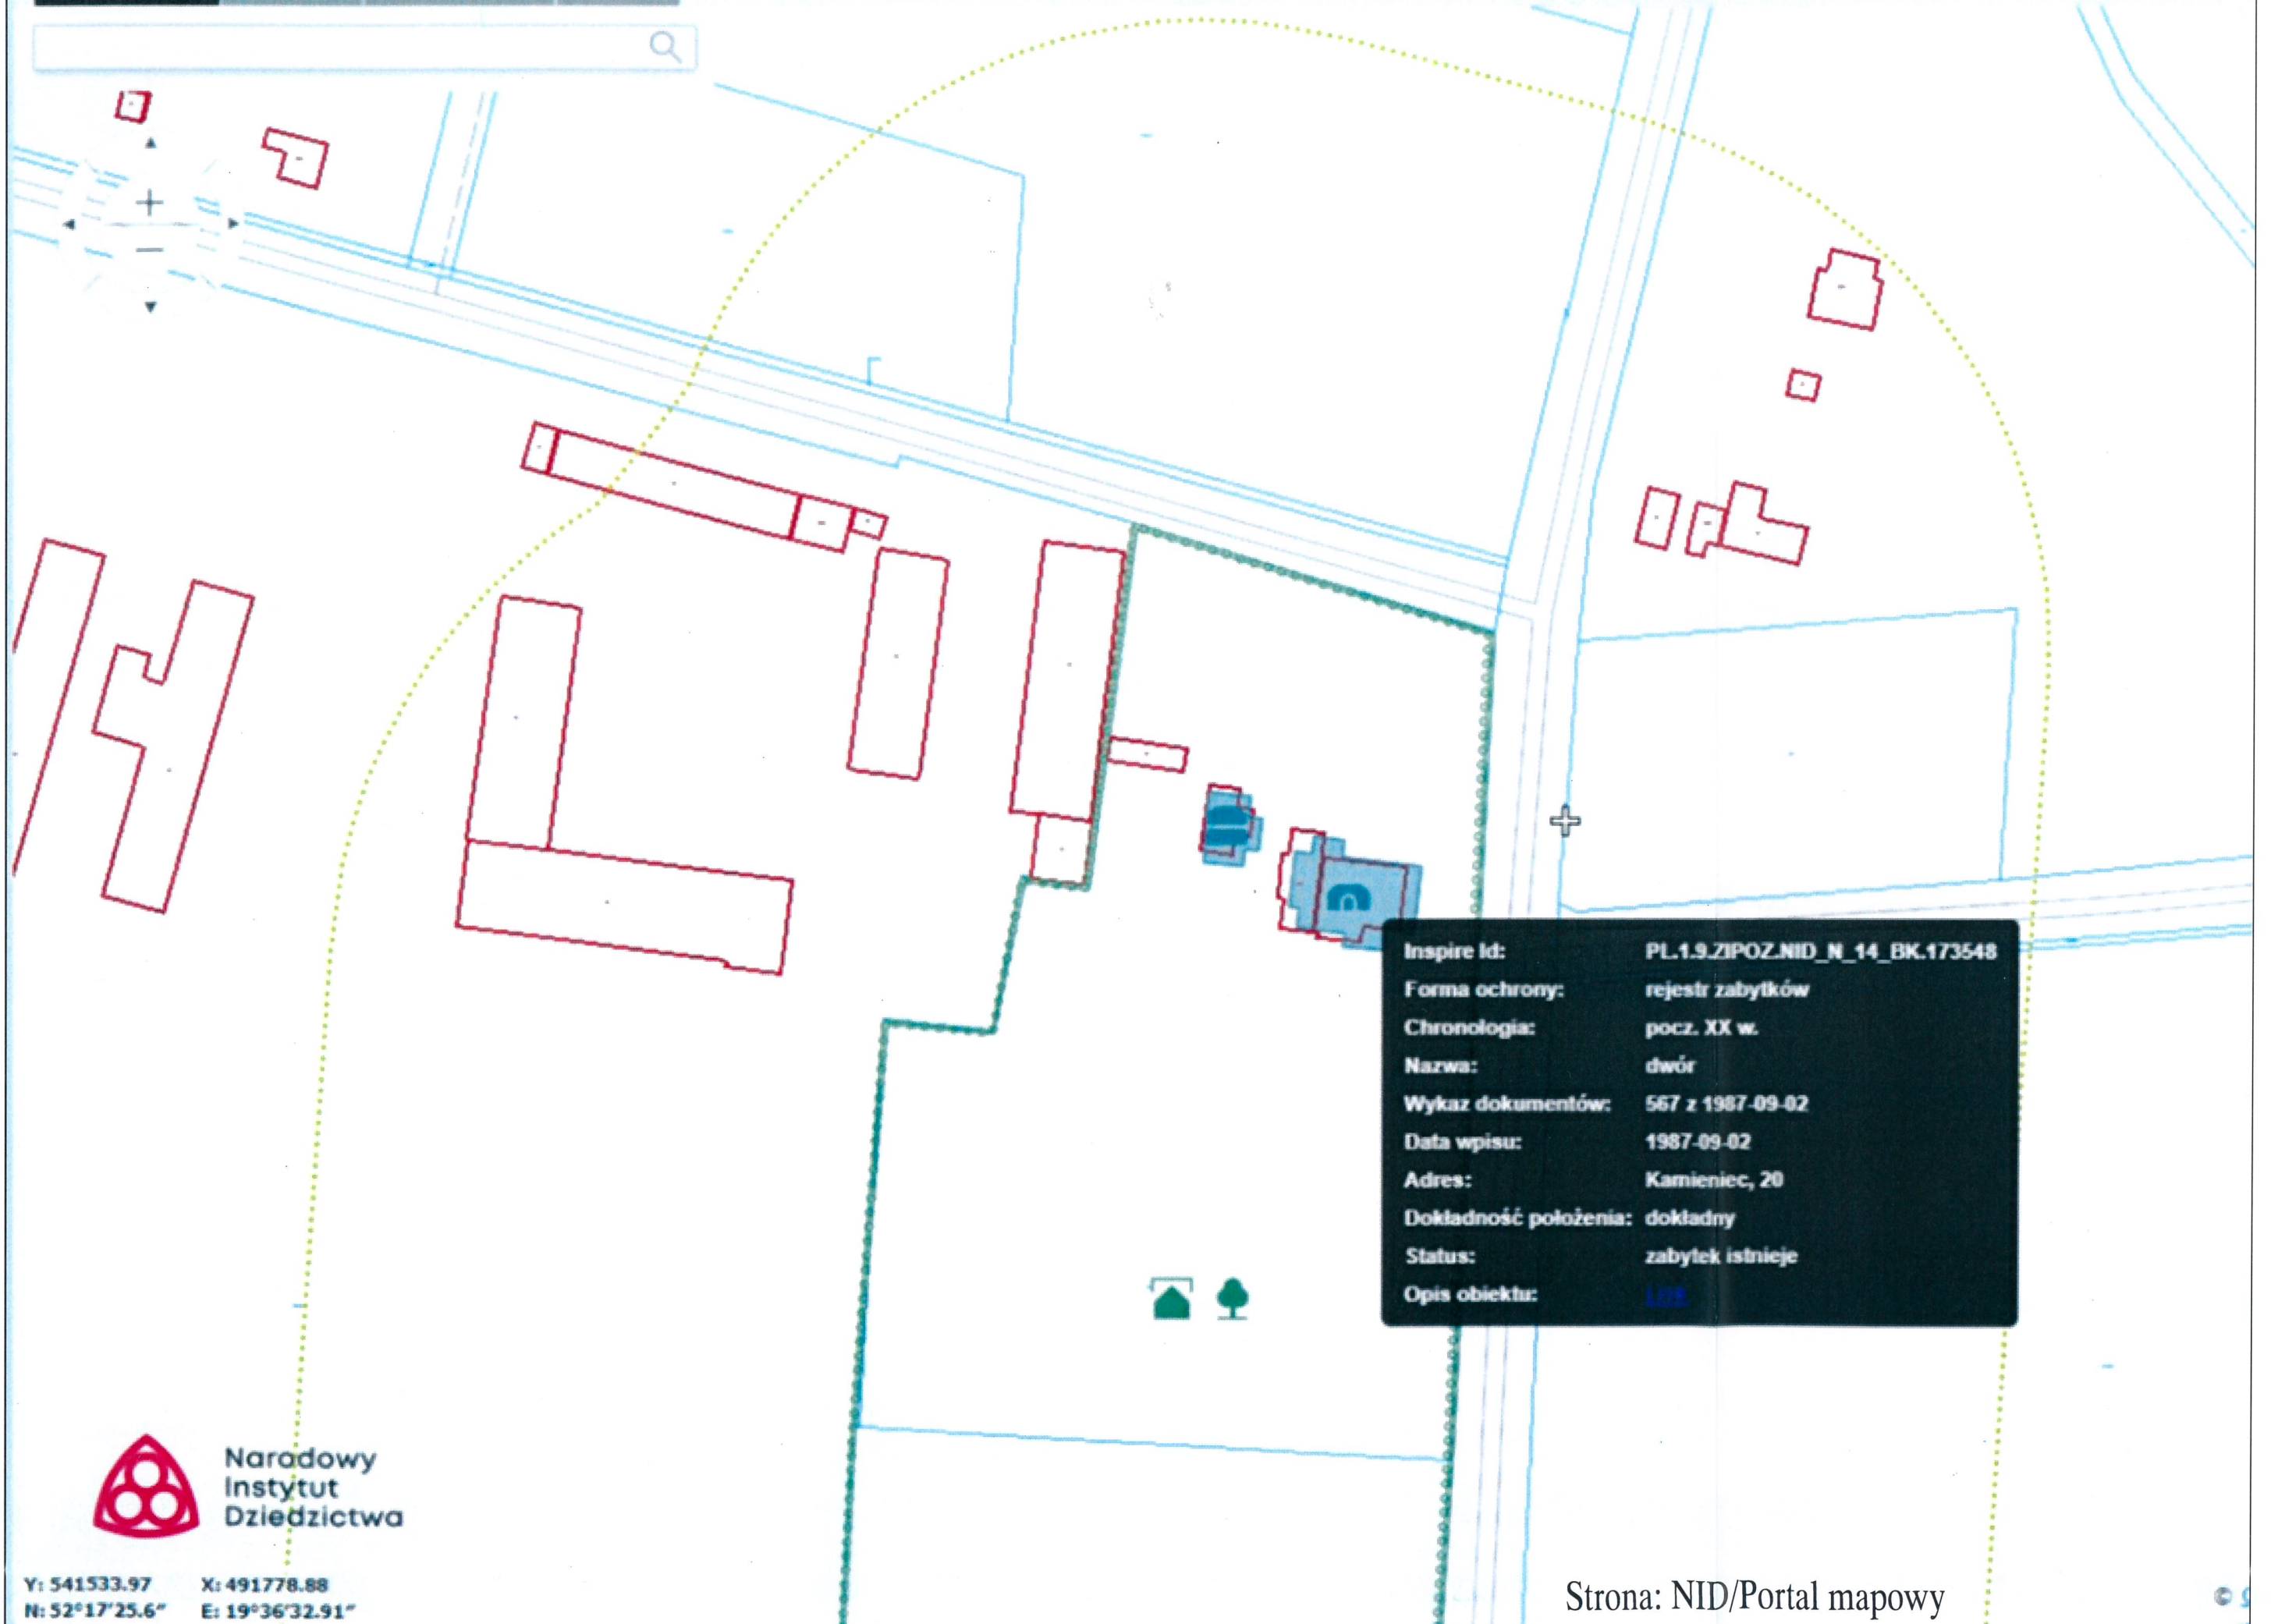 Inspire Id: PL.1.9.ZIPOZ.NID_N_14_BK.173548
Forma ochrony: rejestr zabytków
Chronologia: pocz. XX w.
Nazwa: dwór
Wykaz dokumentów: 567 z 1987-09-02
Data wpisu: 1987-09-02
Adres: Kamieniec, 20
Dokładność położenia: dokładny
Status: zabytek istnieje
Opis obiektu:
Narodowy
Instytut
Dziedzictwa
Y: 541533.97 X: 491778.88
N: 52°17'25.6" E: 19°36'32.91"
Strona: NID/Portal mapowy
©